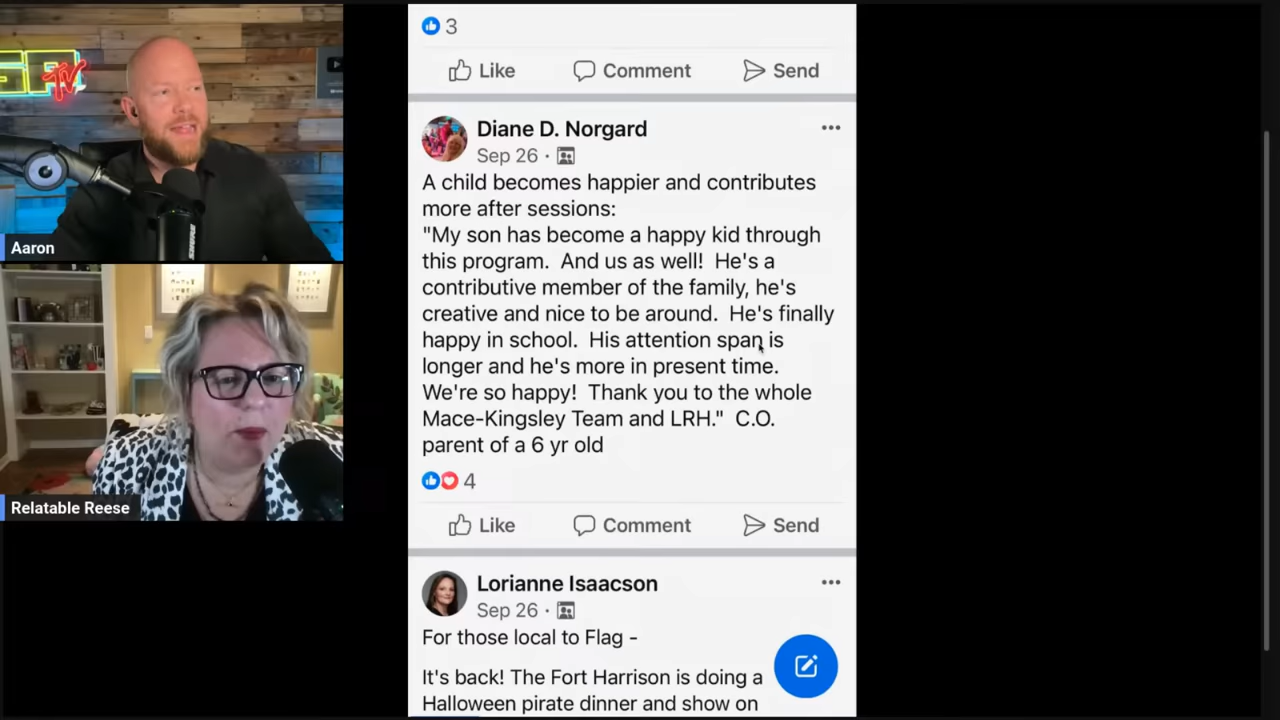 TV
Aaron
Relatable Reese
3
Like
Comment
Send
Diane D. Norgard
Sep 26 ·
A child becomes happier and contributes
more after sessions:
"My son has become a happy kid through
this program.  And us as well!  He's a
contributive member of the family, he's
creative and nice to be around.  He's finally
happy in school.  His attention span is
longer and he's more in present time.
We're so happy!  Thank you to the whole
Mace-Kingsley Team and LRH."  C.O.
parent of a 6 yr old
4
Like
Comment
Send
Lorianne Isaacson
Sep 26 ·
For those local to Flag -
It's back! The Fort Harrison is doing a
Halloween pirate dinner and show on